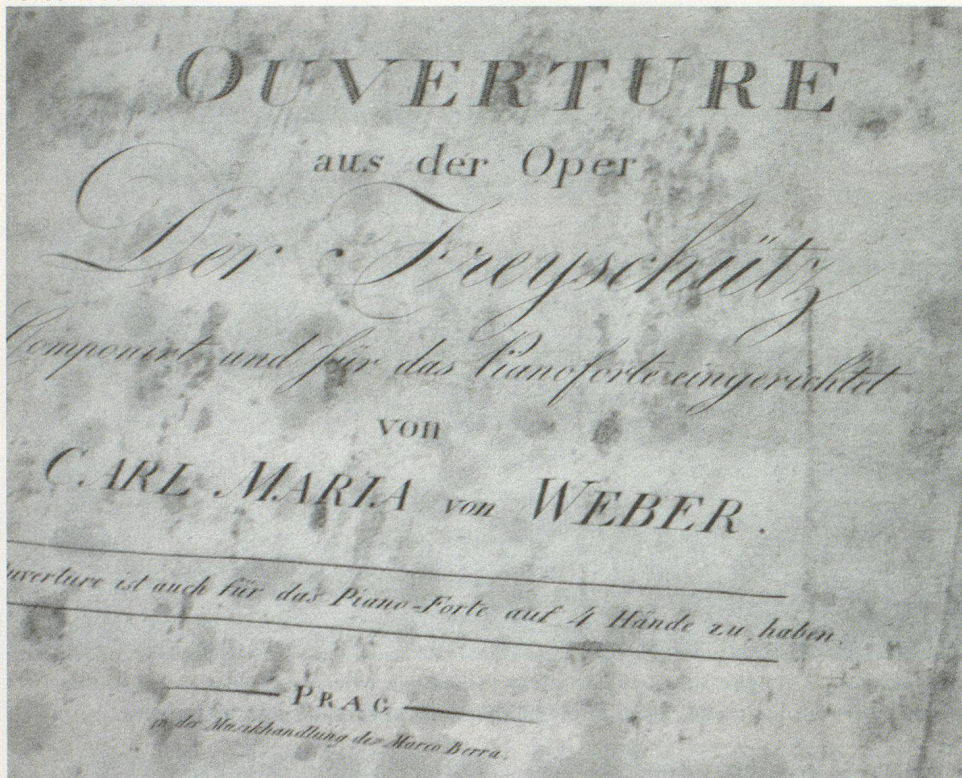 OUVERTURE
aus der Oper
Der Freyschütz
Componirt und für das Pianoforte eingerichtet
von
CARL MARIA von WEBER.
uverture ist auch für das Piano-Forte auf 4 Hände zu haben.
PRAG
in der Musikhandlung des Marco Berra.